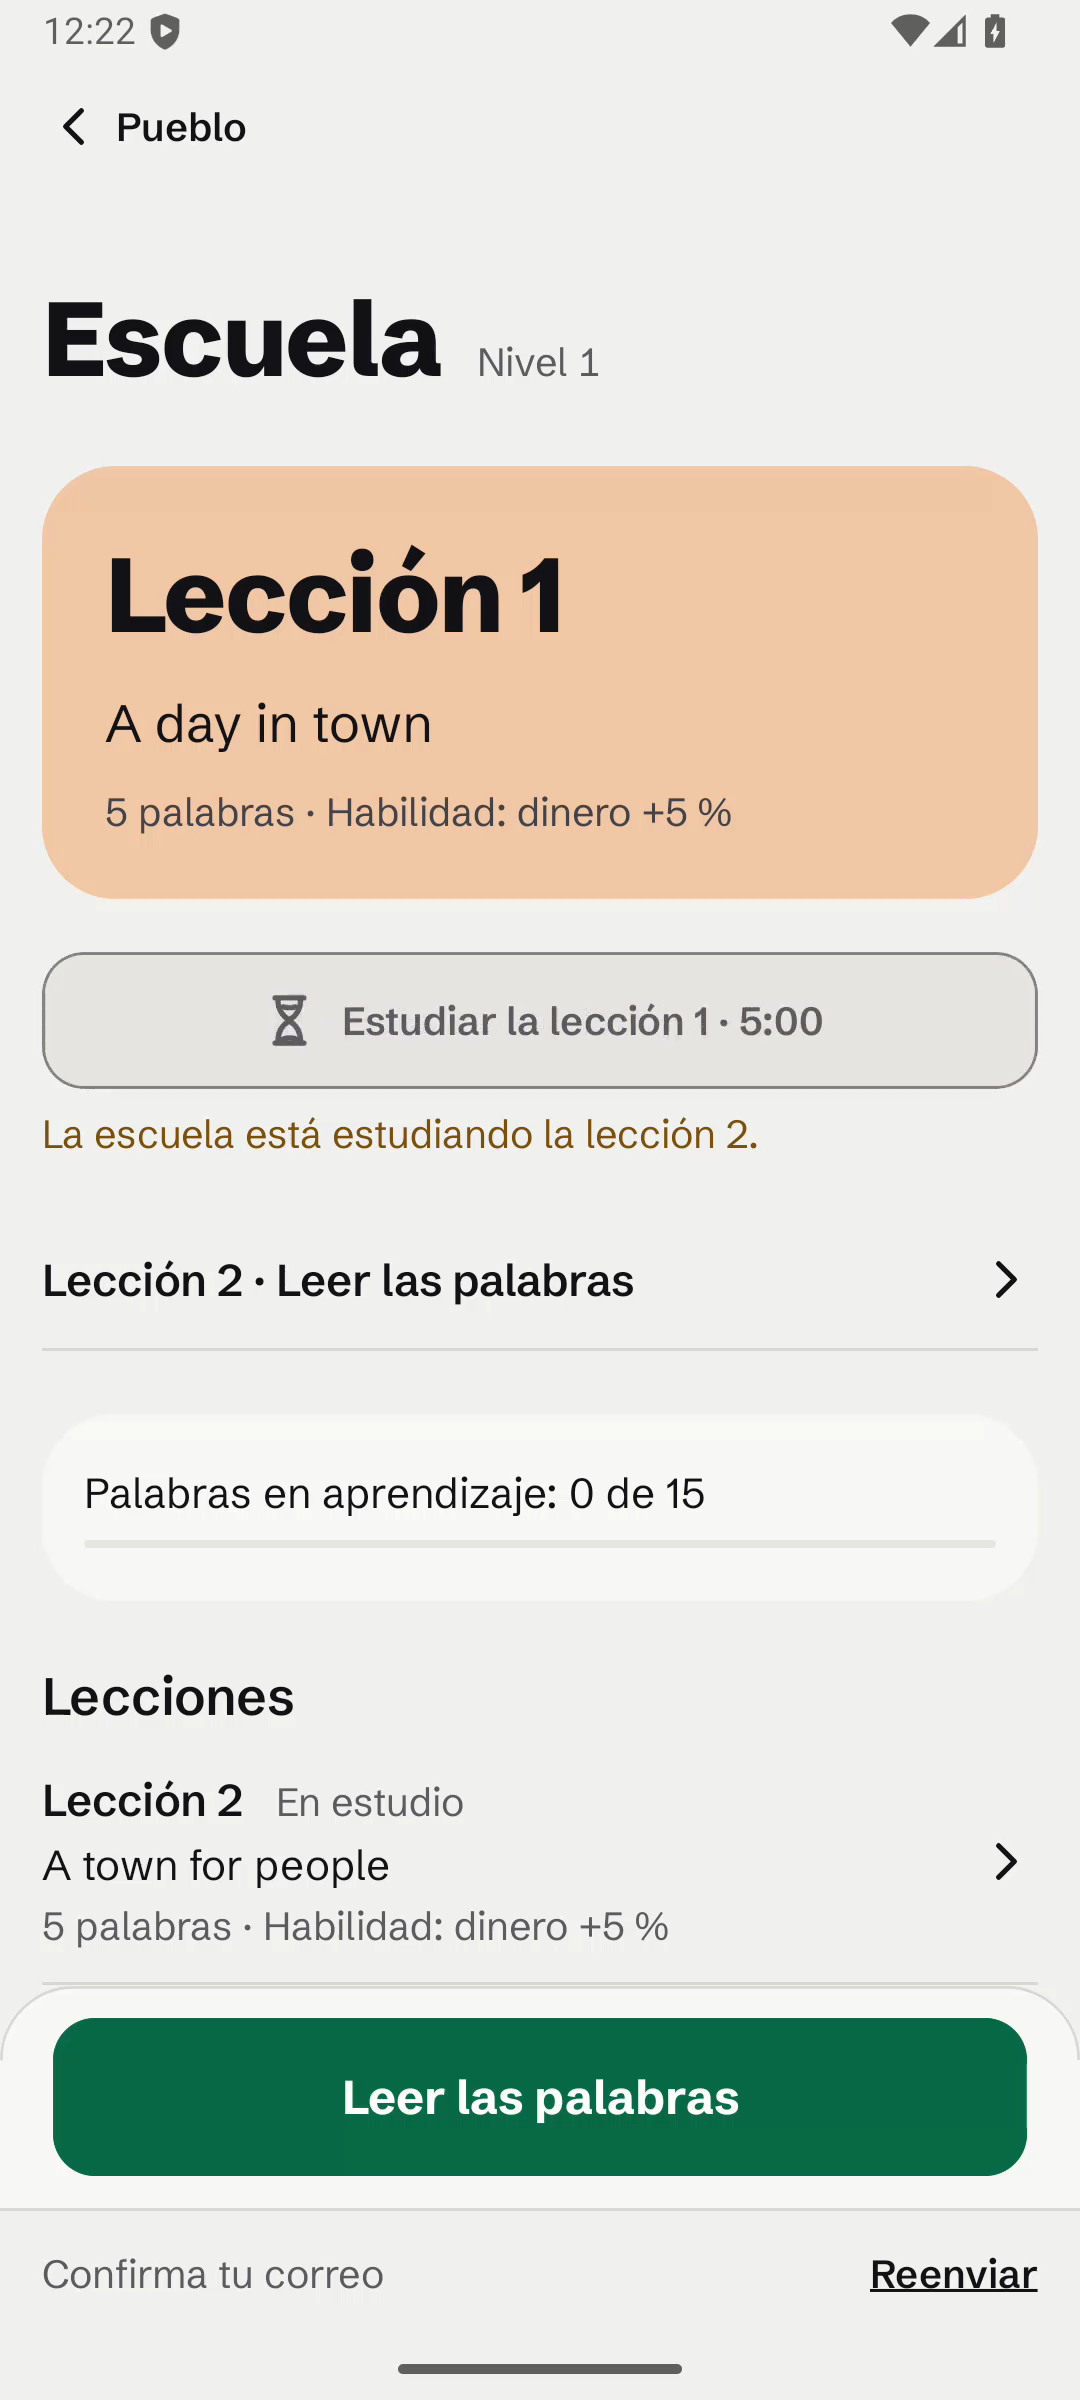 12:22
Pueblo
Escuela Nivel 1
Lección 1
A day in town
5 palabras · Habilidad: dinero +5 %
Estudiar la lección 1 · 5:00
La escuela está estudiando la lección 2.
Lección 2 · Leer las palabras
Palabras en aprendizaje: 0 de 15
Lecciones
Lección 2 En estudio
A town for people
5 palabras · Habilidad: dinero +5 %
Leer las palabras
Confirma tu correo Reenviar